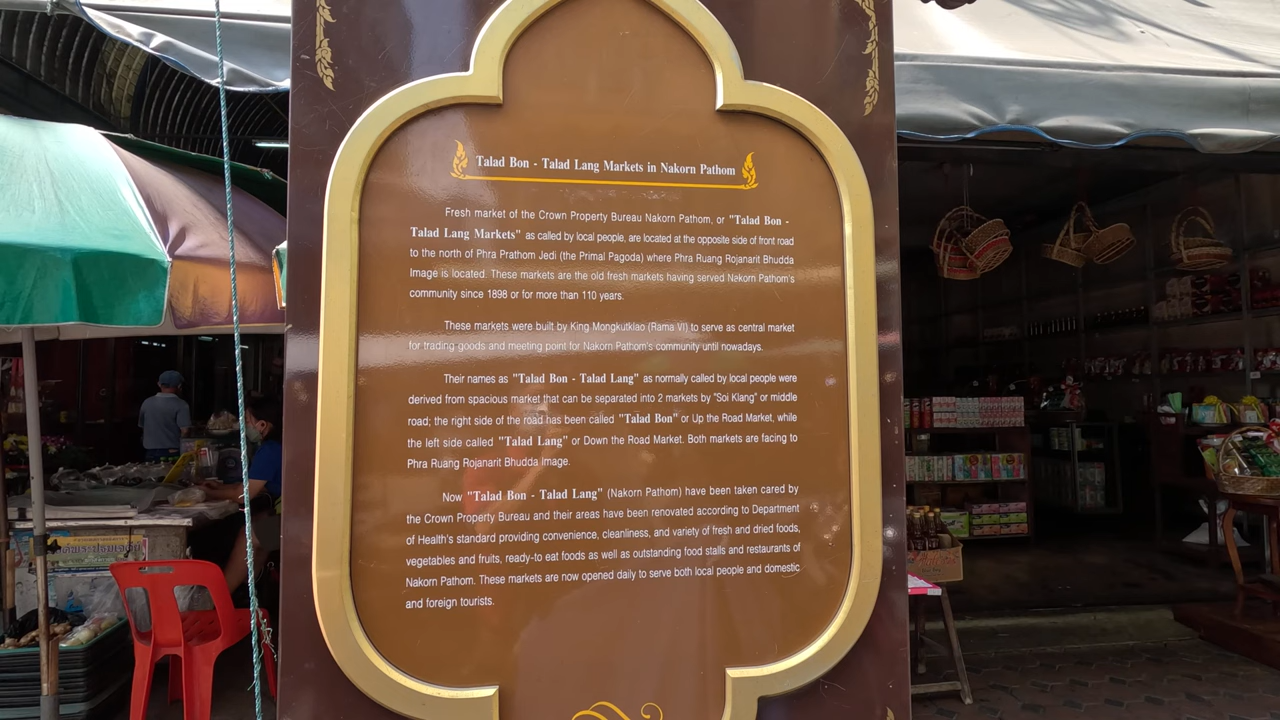 Talad Bon - Talad Lang Markets in Nakorn Pathom
Fresh market of the Crown Property Bureau Nakorn Pathom, or "Talad Bon -
Talad Lang Markets" as called by local people, are located at the opposite side of front road
to the north of Phra Prathom Jedi (the Primal Pagoda) where Phra Ruang Rojanarit Bhudda
Image is located. These markets are the old fresh markets having served Nakorn Pathom's
community since 1898 or for more than 110 years.
These markets were built by King Mongkutklao (Rama VI) to serve as central market
for trading goods and meeting point for Nakorn Pathom's community until nowadays.
Their names as "Talad Bon - Talad Lang" as normally called by local people were
derived from spacious market that can be separated into 2 markets by "Soi Klang" or middle
road; the right side of the road has been called "Talad Bon" or Up the Road Market, while
the left side called "Talad Lang" or Down the Road Market. Both markets are facing to
Phra Ruang Rojanarit Bhudda Image.
Now "Talad Bon - Talad Lang" (Nakorn Pathom) have been taken cared by
the Crown Property Bureau and their areas have been renovated according to Department
of Health's standard providing convenience, cleanliness, and variety of fresh and dried foods,
vegetables and fruits, ready-to eat foods as well as outstanding food stalls and restaurants of
Nakorn Pathom. These markets are now opened daily to serve both local people and domestic
and foreign tourists.